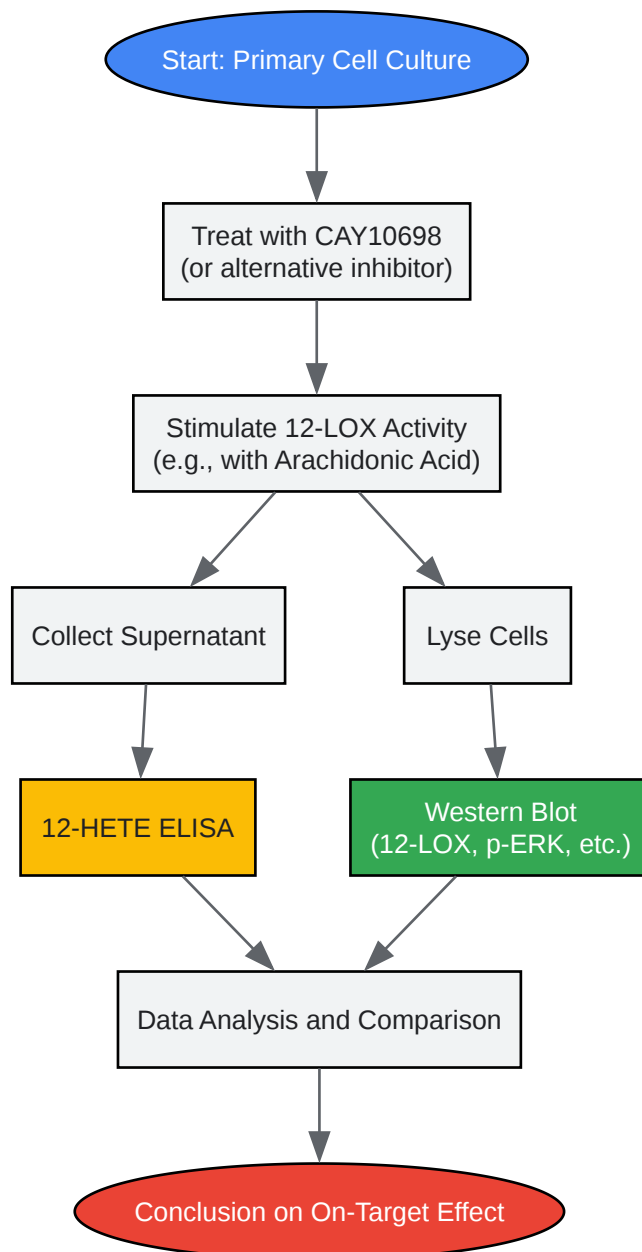 Start: Primary Cell Culture
Treat with CAY10698
(or alternative inhibitor)
Stimulate 12-LOX Activity
(e.g., with Arachidonic Acid)
Collect Supernatant
Lyse Cells
12-HETE ELISA
Western Blot
(12-LOX, p-ERK, etc.)
Data Analysis and Comparison
Conclusion on On-Target Effect